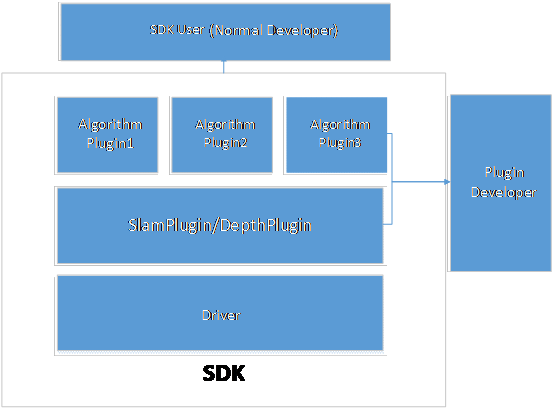 SDK User (Normal Developer)
Algorithm
Plugin1
Algorithm
Plugin2
Algorithm
Plugin3
Plugin
Developer
SlamPlugin/DepthPlugin
Driver
SDK